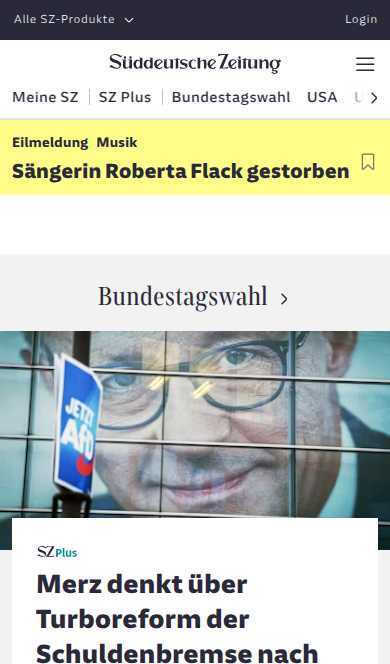 Alle SZ-Produkte
Login
Süddeutsche Zeitung
Meine SZ SZ Plus Bundestagswahl USA
Eilmeldung Musik
Sängerin Roberta Flack gestorben
Bundestagswahl
JETZT
AfD
SZ Plus
Merz denkt über
Turboreform der
Schuldenbremse nach